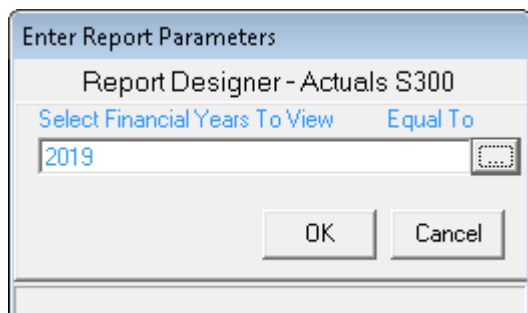 Enter Report Parameters
Report Designer - Actuals S300
Select Financial Years To View Equal To
2019 ...
OK Cancel